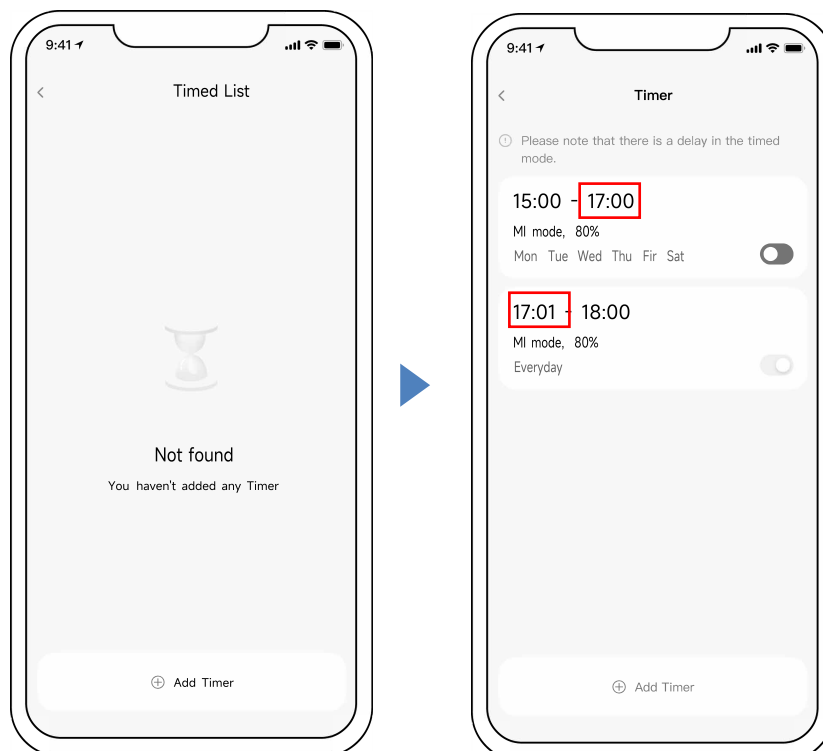 9:41
Timed List
Not found
You haven't added any Timer
Add Timer
9:41
Timer
Please note that there is a delay in the timed
mode.
15:00 - 17:00
MI mode, 80%
Mon Tue Wed Thu Fir Sat
17:01 - 18:00
MI mode, 80%
Everyday
Add Timer